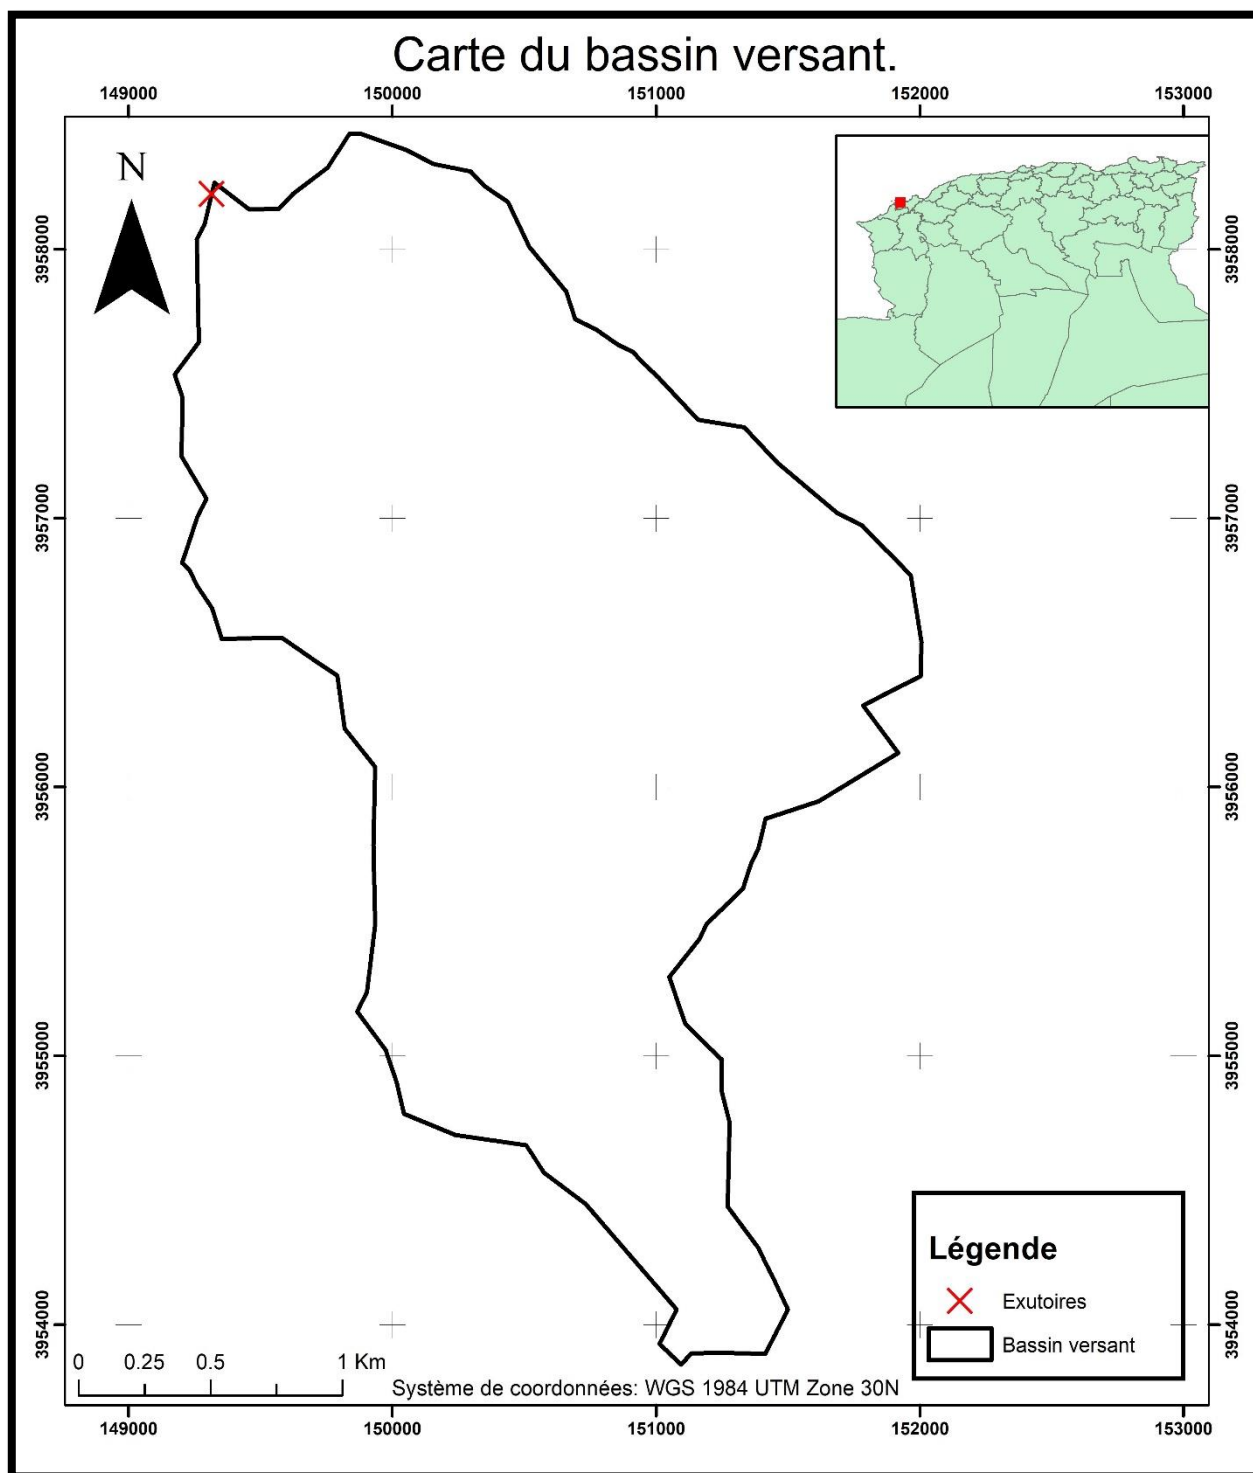 Carte du bassin versant.
149000 150000 151000 152000 153000
N
3958000 3958000
3957000 3957000
3956000 3956000
3955000 3955000
3954000 3954000
Légende
Exutoires
Bassin versant
0 0.25 0.5 1 Km
Système de coordonnées: WGS 1984 UTM Zone 30N
149000 150000 151000 152000 153000